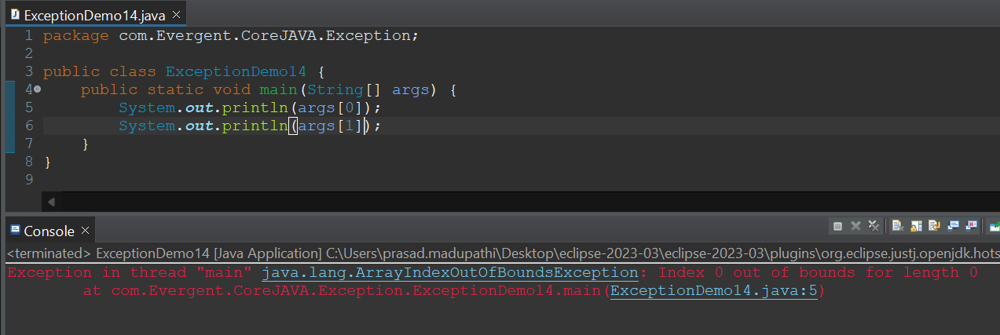 ExceptionDemo14.java
1 package com.Evergent.CoreJAVA.Exception;
2
3 public class ExceptionDemo14 {
4 public static void main(String[] args) {
5 System.out.println(args[0]);
6 System.out.println(args[1]);
7 }
8 }
9
Console
<terminated> ExceptionDemo14 [Java Application] C:\Users\prasad.madupathi\Desktop\eclipse-2023-03\eclipse-2023-03\plugins\org.eclipse.justj.openjdk.hots
Exception in thread "main" java.lang.ArrayIndexOutOfBoundsException: Index 0 out of bounds for length 0
at com.Evergent.CoreJAVA.Exception.ExceptionDemo14.main(ExceptionDemo14.java:5)